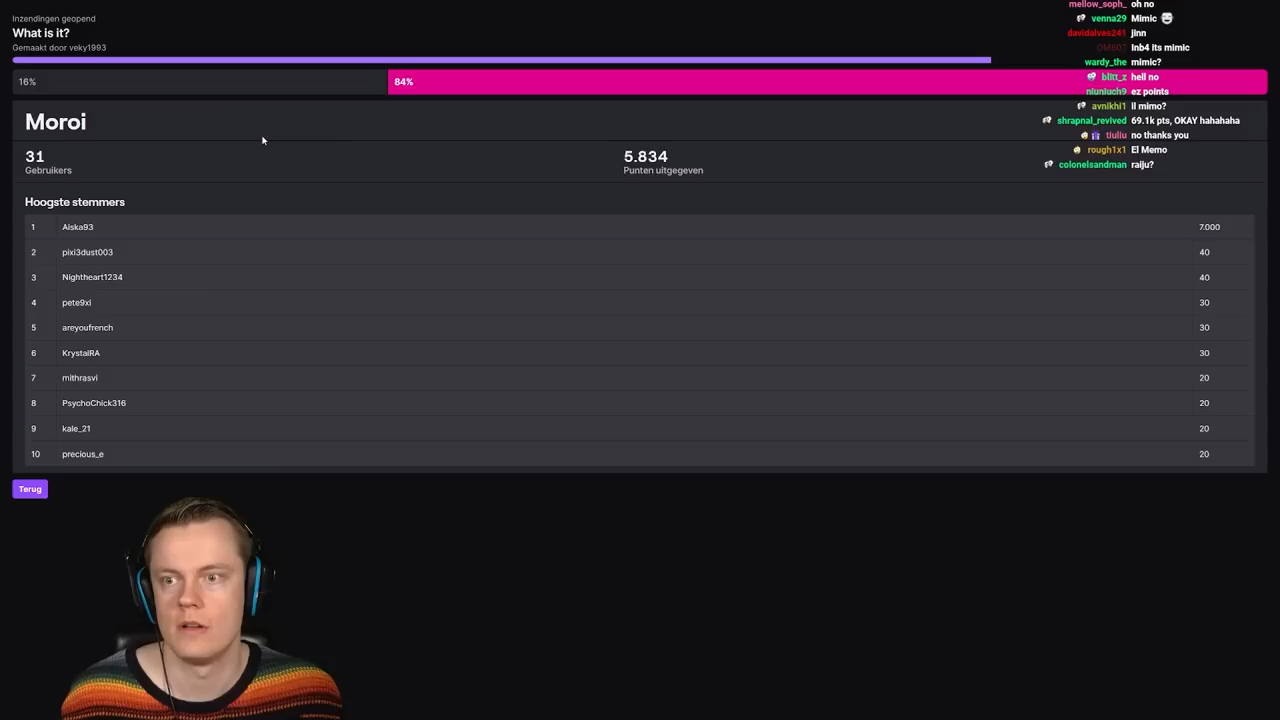 Inzendingen geopend
What is it?
Gemaakt door veky1993
16%
84%
Moroi
31
Gebruikers
5.834
Punten uitgegeven
Hoogste stemmers
1 Alska93 7.000
2 pixi3dust003 40
3 Nightheart1234 40
4 pete9xi 30
5 areyoufrench 30
6 KrystalRA 30
7 mithrasvi 20
8 PsychoChick316 20
9 kale_21 20
10 precious_e 20
Terug
mellow_soph_ oh no
venna29 Mimic
davidalves241 jinn
Inb4 its mimic
wardy_the mimic?
blitt_z hell no
niuniuch9 ez points
avnikhi1 il mimo?
shrapnal_revived 69.1k pts, OKAY hahahaha
tiuliu no thanks you
rough1x1 El Memo
colonelsandman raiju?